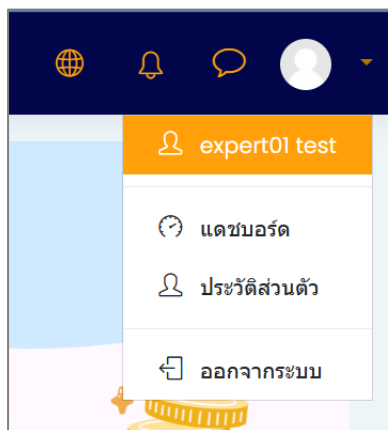 expert01 test
แดชบอร์ด
ประวัติส่วนตัว
ออกจากระบบ